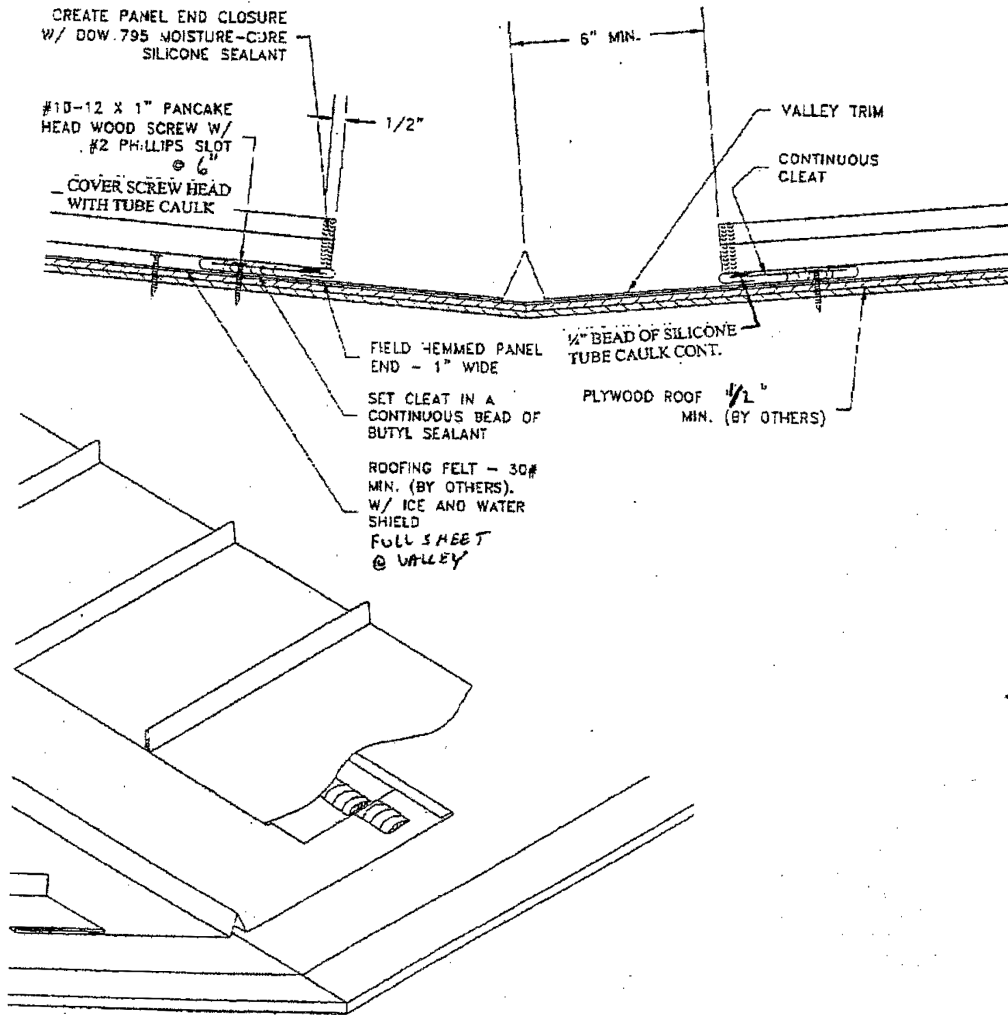 CREATE PANEL END CLOSURE
W/ DOW 795 MOISTURE-CURE
SILICONE SEALANT
#10-12 X 1" PANCAKE
HEAD WOOD SCREW W/
#2 PHILLIPS SLOT
@ 6"
COVER SCREW HEAD
WITH TUBE CAULK
1/2"
6" MIN.
VALLEY TRIM
CONTINUOUS
CLEAT
FIELD HEMMED PANEL
END - 1" WIDE
SET CLEAT IN A
CONTINUOUS BEAD OF
BUTYL SEALANT
ROOFING FELT - 30#
MIN. (BY OTHERS).
W/ ICE AND WATER
SHIELD
FULL SHEET
@ VALLEY
¼" BEAD OF SILICONE
TUBE CAULK CONT.
PLYWOOD ROOF 1/2"
MIN. (BY OTHERS)